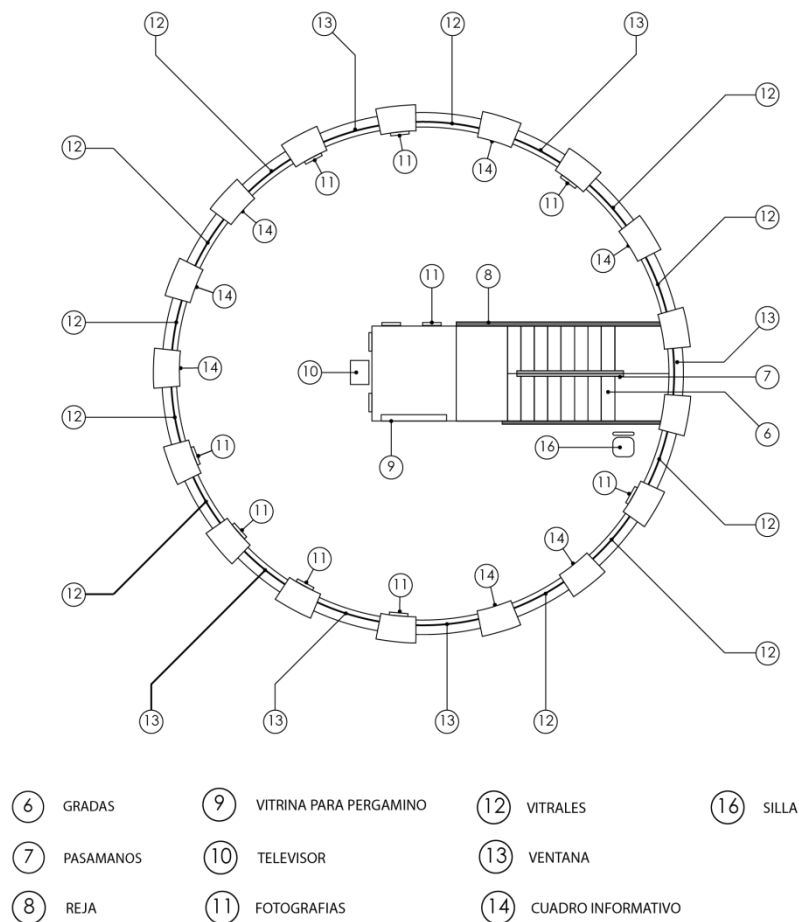 12 13 12 13
12
12
11 11 14 11
14 14
12
14
11 8
12 13
14 10 7
12
11 9 16 6
11
11 12
14
12 11 11 14
12
13 13 13 12
6 GRADAS 9 VITRINA PARA PERGAMINO 12 VITRALES 16 SILLA
7 PASAMANOS 10 TELEVISOR 13 VENTANA
8 REJA 11 FOTOGRAFIAS 14 CUADRO INFORMATIVO